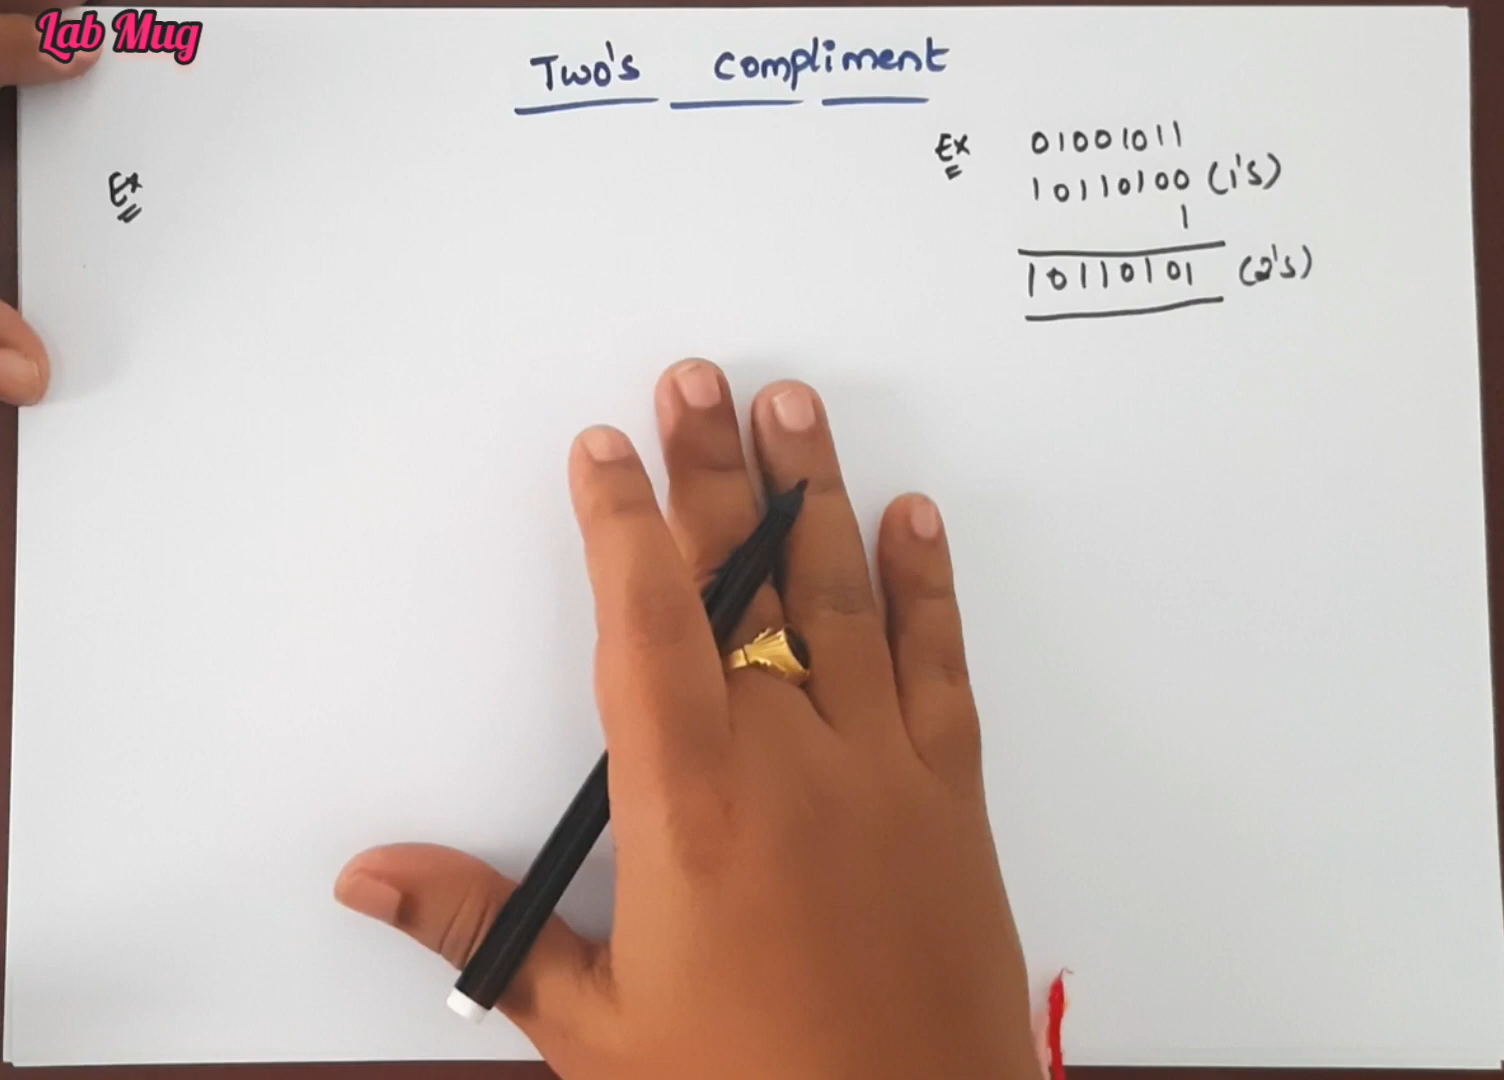 Lab Mug
Two's compliment
Ex
Ex 01001011
10110100 (1's)
1
10110101 (2's)